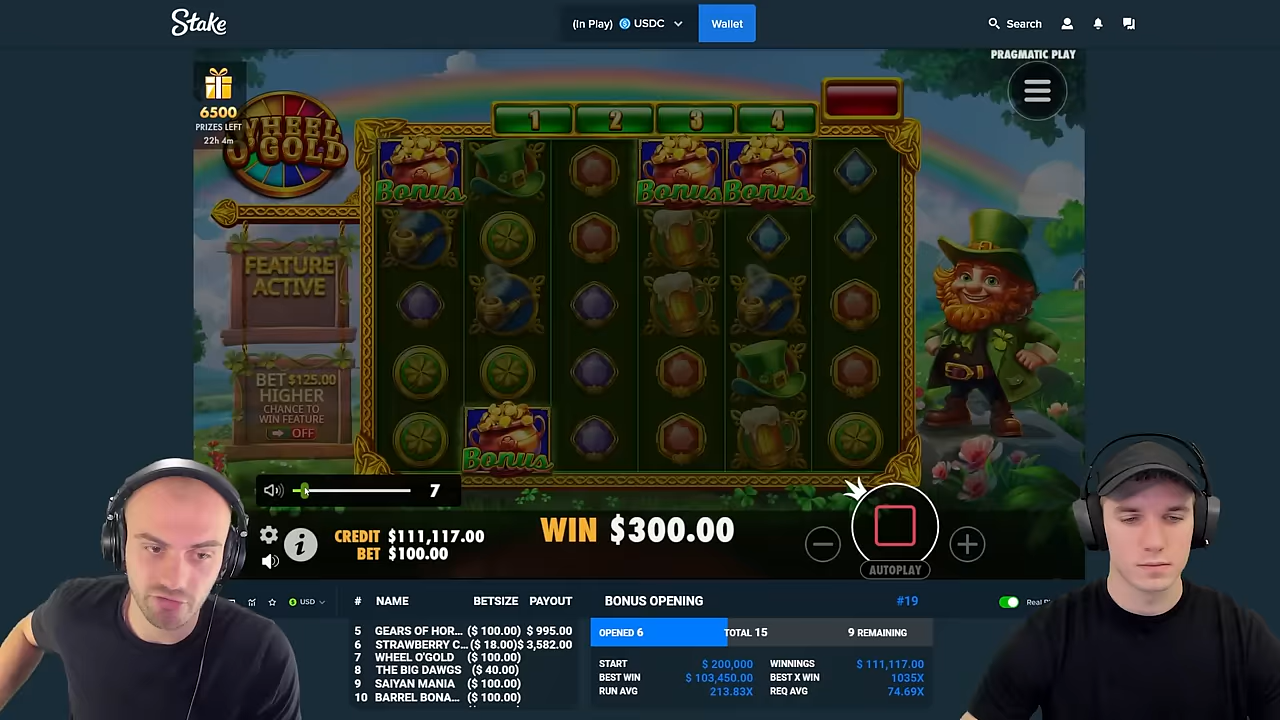 Stake
(In Play) USDC
Wallet
Search
PRAGMATIC PLAY
6500
PRIZES LEFT
22h 4m
WHEEL O'GOLD
1 2 3 4
Bonus Bonus Bonus
FEATURE ACTIVE
BET $125.00
HIGHER
CHANCE TO
WIN FEATURE
OFF
Bonus
7
CREDIT $111,117.00
BET $100.00
WIN $300.00
AUTOPLAY
USD
# NAME BETSIZE PAYOUT
5 GEARS OF HOR... ($ 100.00) $ 995.00
6 STRAWBERRY C... ($ 18.00)$ 3,582.00
7 WHEEL O'GOLD ($ 100.00)
8 THE BIG DAWGS ($ 40.00)
9 SAIYAN MANIA ($ 100.00)
10 BARREL BONA... ($ 100.00)
BONUS OPENING #19
OPENED 6 TOTAL 15 9 REMAINING
START $ 200,000 WINNINGS $ 111,117.00
BEST WIN $ 103,450.00 BEST X WIN 1035X
RUN AVG 213.83X REQ AVG 74.69X
Real